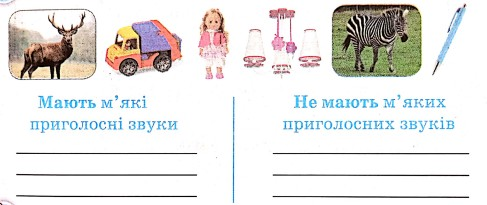 Мають м’які
приголосні звуки
Не мають м’яких
приголосних звуків